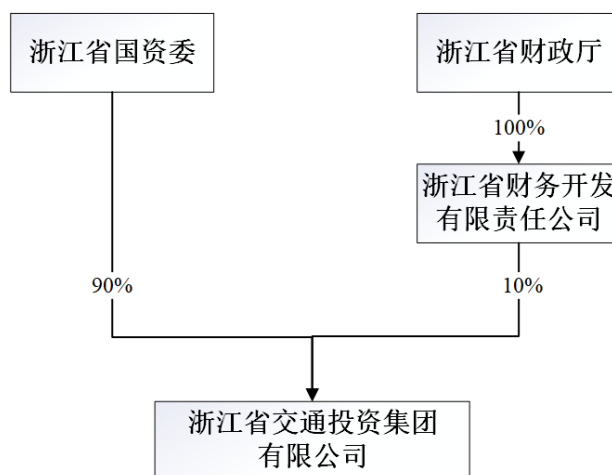 浙江省国资委
浙江省财政厅
100%
浙江省财务开发
有限责任公司
90%
10%
浙江省交通投资集团
有限公司